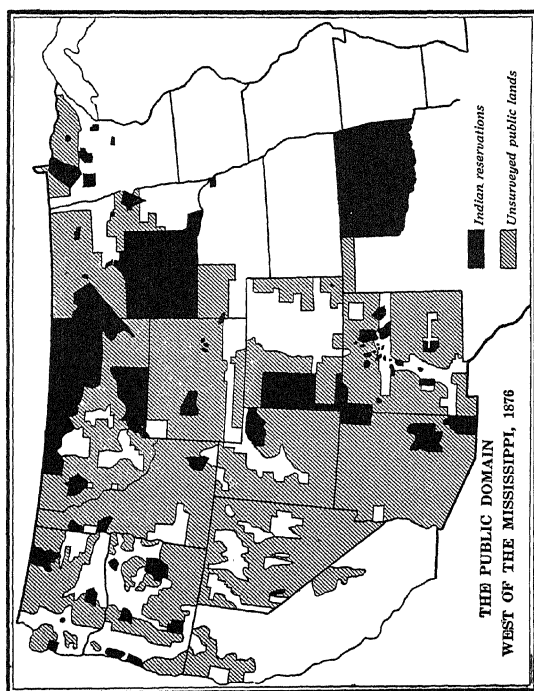 THE PUBLIC DOMAIN
WEST OF THE MISSISSIPPI, 1876
Indian reservations
Unsurveyed public lands